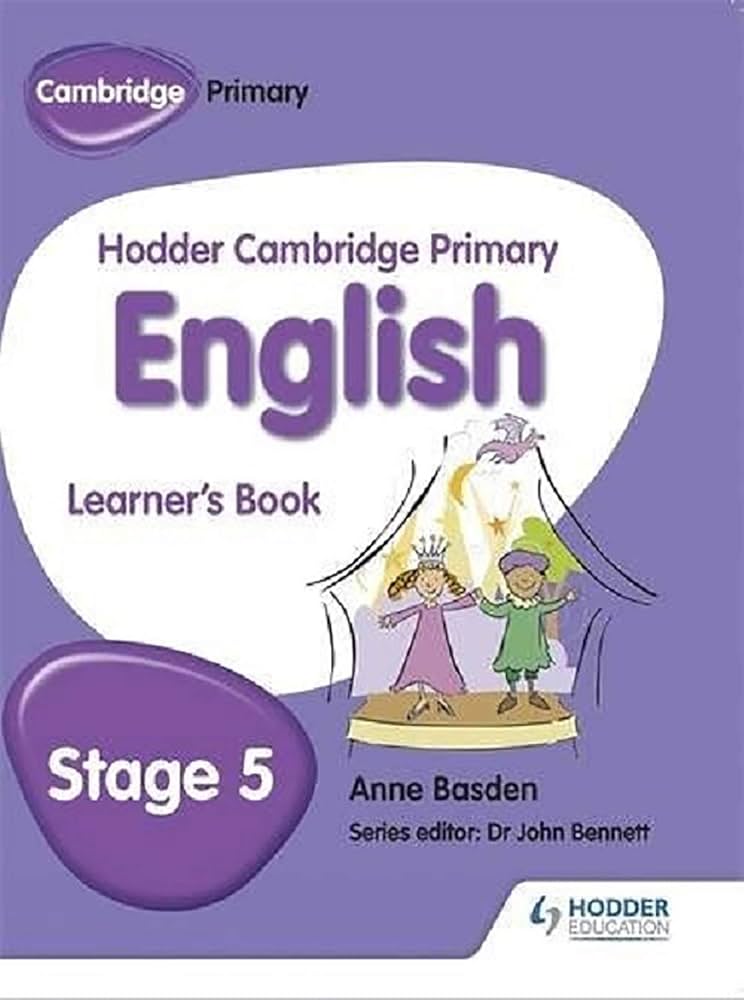 Cambridge Primary
Hodder Cambridge Primary
English
Learner's Book
Stage 5
Anne Basden
Series editor: Dr John Bennett
HODDER
EDUCATION